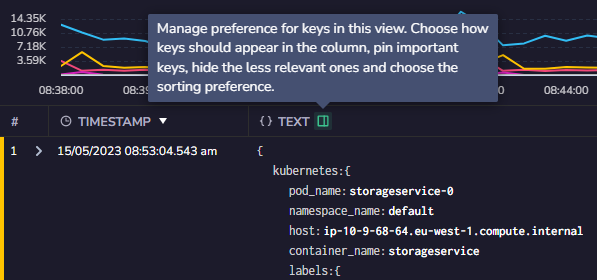 Manage preference for keys in this view. Choose how
keys should appear in the column, pin important
keys, hide the less relevant ones and choose the
sorting preference.
14.35K
10.76K
7.18K
3.59K
08:38:00 08:39 00 08:44:00
# TIMESTAMP {} TEXT
1 15/05/2023 08:53:04.543 am {
kubernetes:{
pod_name: storageservice-0
namespace_name: default
host: ip-10-9-68-64.eu-west-1.compute.internal
container_name: storageservice
labels:{